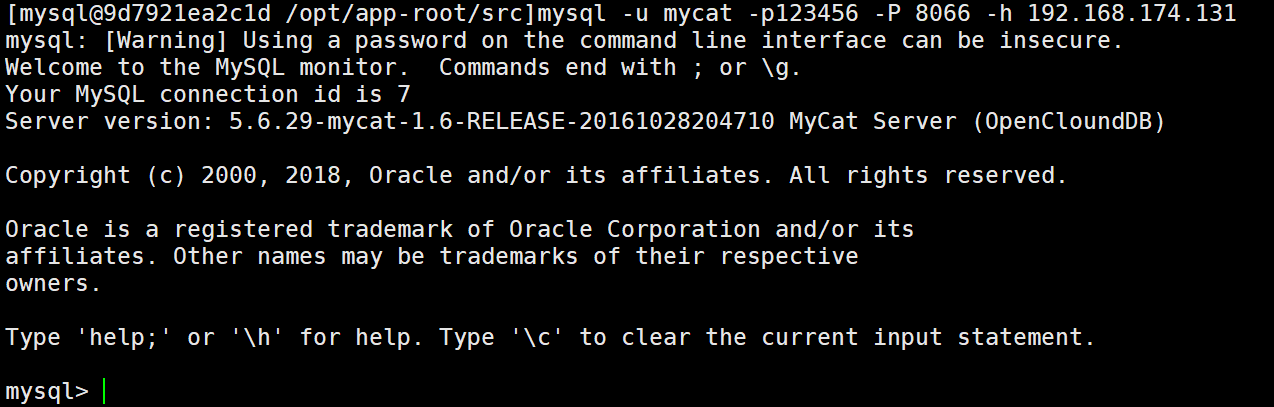 [mysql@9d7921ea2c1d /opt/app-root/src]mysql -u mycat -p123456 -P 8066 -h 192.168.174.131
mysql: [Warning] Using a password on the command line interface can be insecure.
Welcome to the MySQL monitor.  Commands end with ; or \g.
Your MySQL connection id is 7
Server version: 5.6.29-mycat-1.6-RELEASE-20161028204710 MyCat Server (OpenCloundDB)

Copyright (c) 2000, 2018, Oracle and/or its affiliates. All rights reserved.

Oracle is a registered trademark of Oracle Corporation and/or its
affiliates. Other names may be trademarks of their respective
owners.

Type 'help;' or '\h' for help. Type '\c' to clear the current input statement.

mysql>